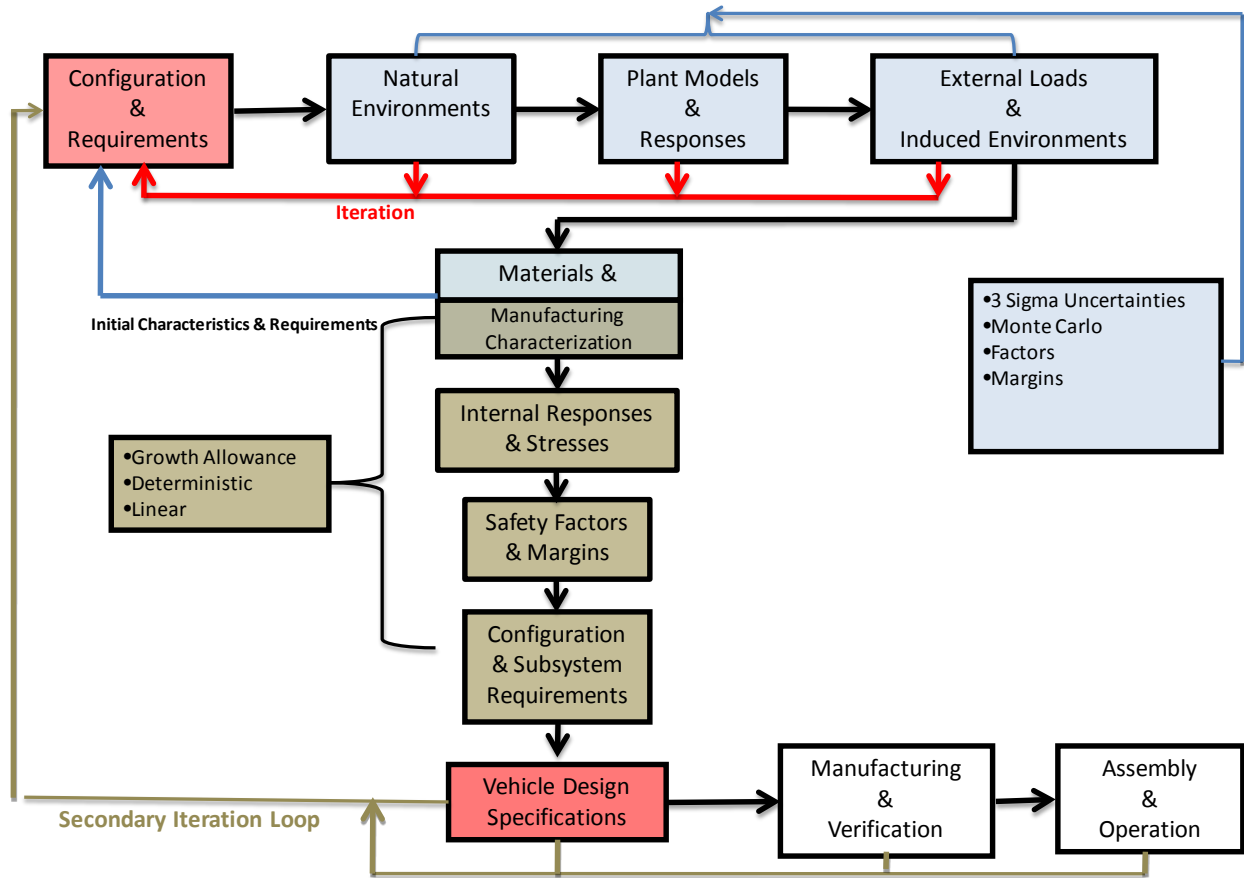 Configuration
&
Requirements
Natural
Environments
Plant Models
&
Responses
External Loads
&
Induced Environments
Iteration
Materials &
Manufacturing
Characterization
Initial Characteristics & Requirements
•3 Sigma Uncertainties
•Monte Carlo
•Factors
•Margins
Internal Responses
& Stresses
•Growth Allowance
•Deterministic
•Linear
Safety Factors
& Margins
Configuration
& Subsystem
Requirements
Vehicle Design
Specifications
Manufacturing
&
Verification
Assembly
&
Operation
Secondary Iteration Loop